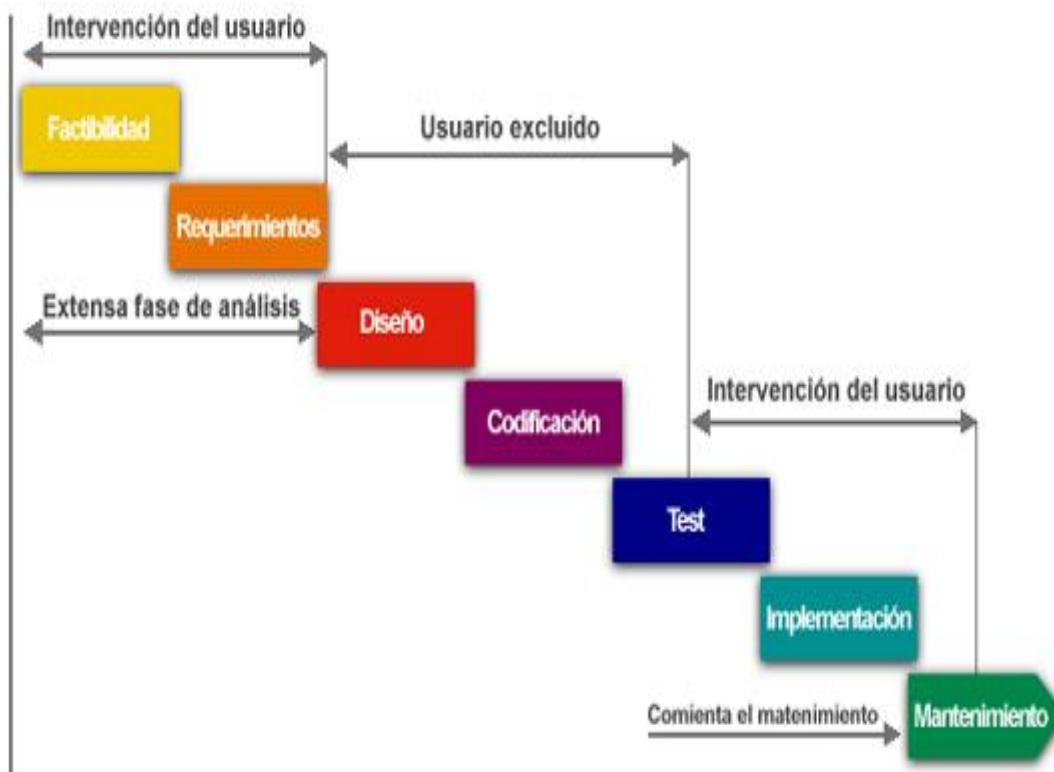 Intervención del usuario
Factibilidad
Usuario excluído
Requerimientos
Extensa fase de análisis
Diseño
Intervención del usuario
Codificación
Test
Implementación
Comienta el matenimiento
Mantenimiento